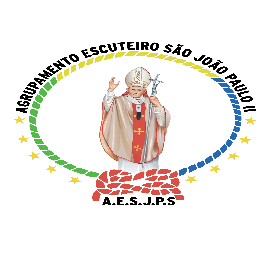 AGRUPAMENTO ESCUTEIRO SÃO JOÃO PAULO II
A.E.S.J.P.S